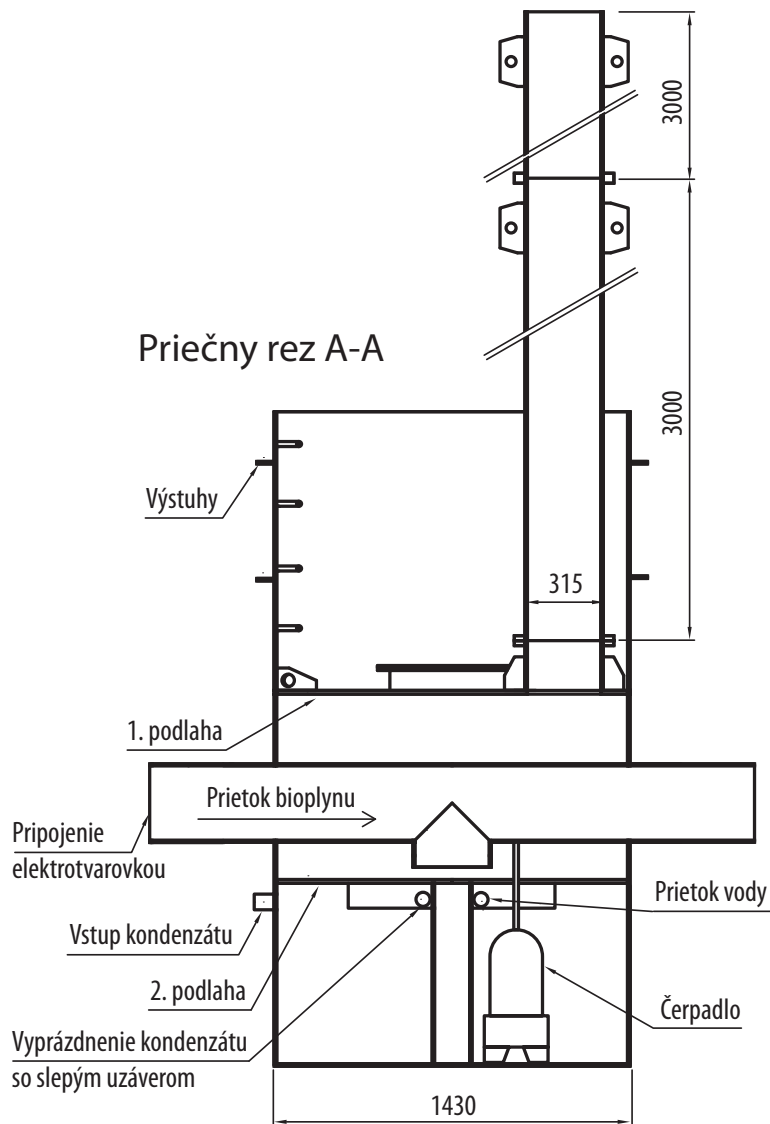 3000
Priečny rez A-A
3000
Výstuhy
315
1. podlaha
Prietok bioplynu
Pripojenie
elektrotvarovkou
Prietok vody
Vstup kondenzátu
2. podlaha
Čerpadlo
Vyprázdnenie kondenzátu
so slepým uzáverom
1430